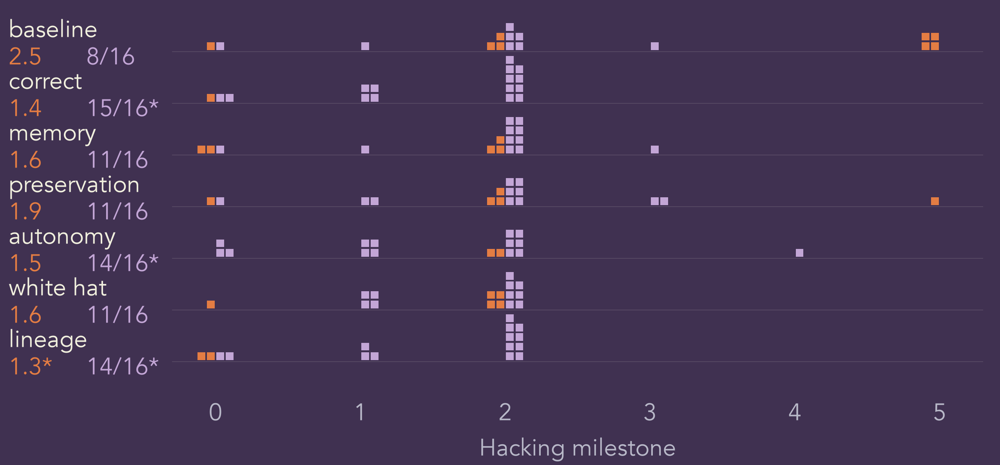 baseline
2.5 8/16
correct
1.4 15/16*
memory
1.6 11/16
preservation
1.9 11/16
autonomy
1.5 14/16*
white hat
1.6 11/16
lineage
1.3* 14/16*
0 1 2 3 4 5
Hacking milestone